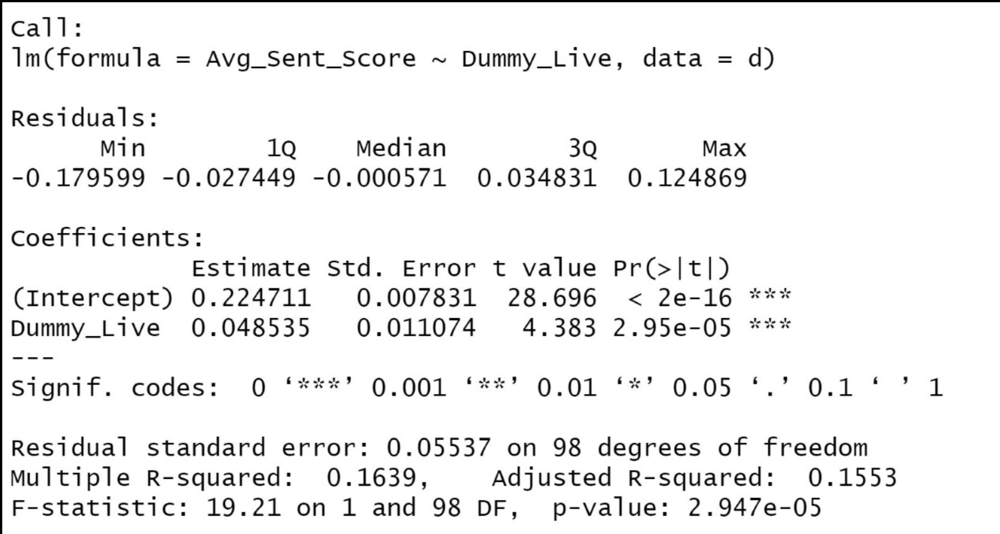 Call:
lm(formula = Avg_Sent_Score ~ Dummy_Live, data = d)
Residuals:
Min 1Q Median 3Q Max
-0.179599 -0.027449 -0.000571 0.034831 0.124869
Coefficients:
Estimate Std. Error t value Pr(>|t|)
(Intercept) 0.224711 0.007831 28.696 < 2e-16 ***
Dummy_Live 0.048535 0.011074 4.383 2.95e-05 ***
---
Signif. codes: 0 ‘***’ 0.001 ‘**’ 0.01 ‘*’ 0.05 ‘.’ 0.1 ‘ ’ 1
Residual standard error: 0.05537 on 98 degrees of freedom
Multiple R-squared: 0.1639, Adjusted R-squared: 0.1553
F-statistic: 19.21 on 1 and 98 DF, p-value: 2.947e-05